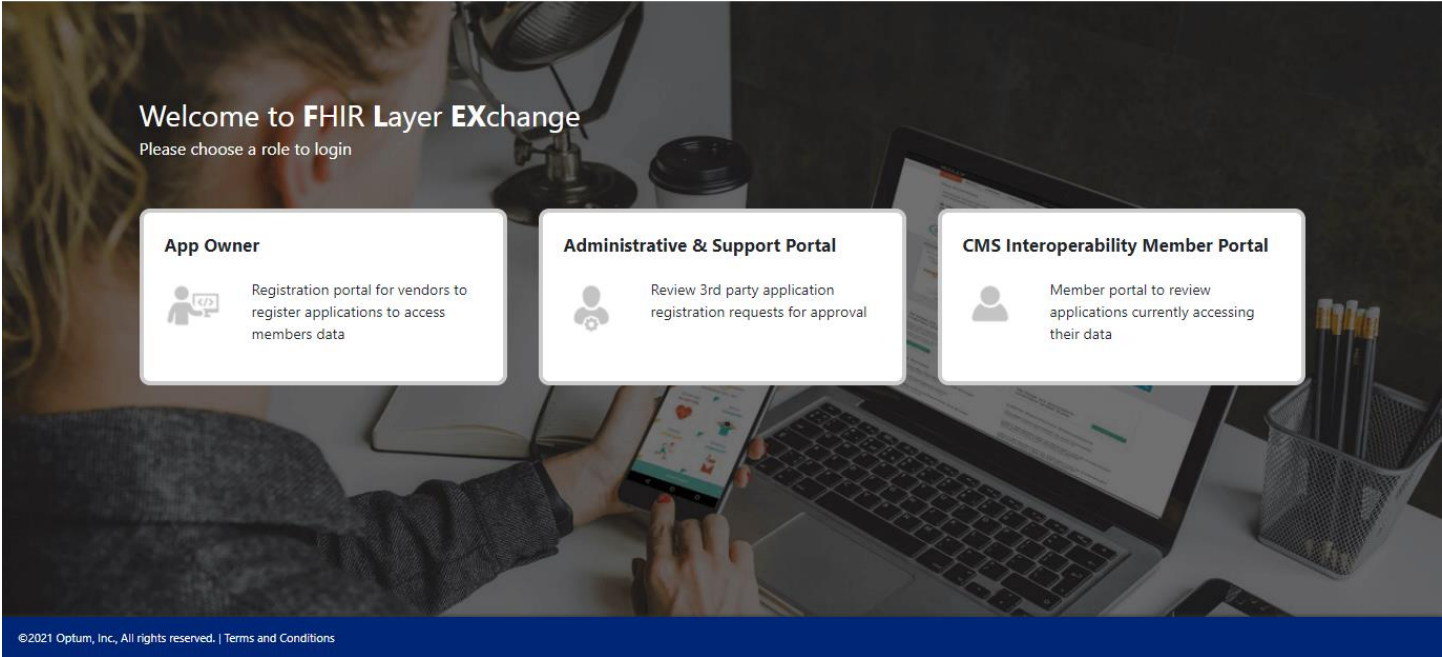 Welcome to FHIR Layer EXchange
Please choose a role to login
App Owner
Registration portal for vendors to
register applications to access
members data
Administrative & Support Portal
Review 3rd party application
registration requests for approval
CMS Interoperability Member Portal
Member portal to review
applications currently accessing
their data
©2021 Optum, Inc., All rights reserved. | Terms and Conditions